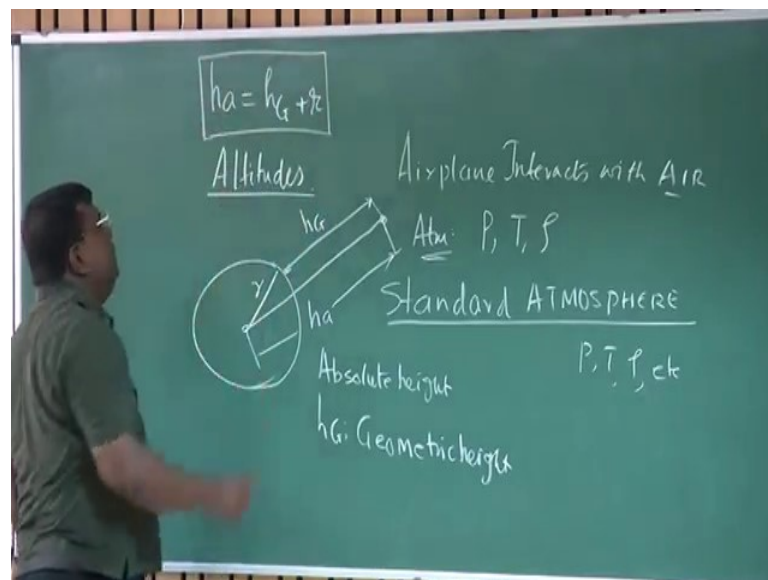 ha = hG + r
Altitudes.
Airplane Interacts with AIR
Atm: P, T, ρ
Standard ATMOSPHERE
P, T, ρ, etc
hG
r
ha
Absolute height
hG: Geometric height